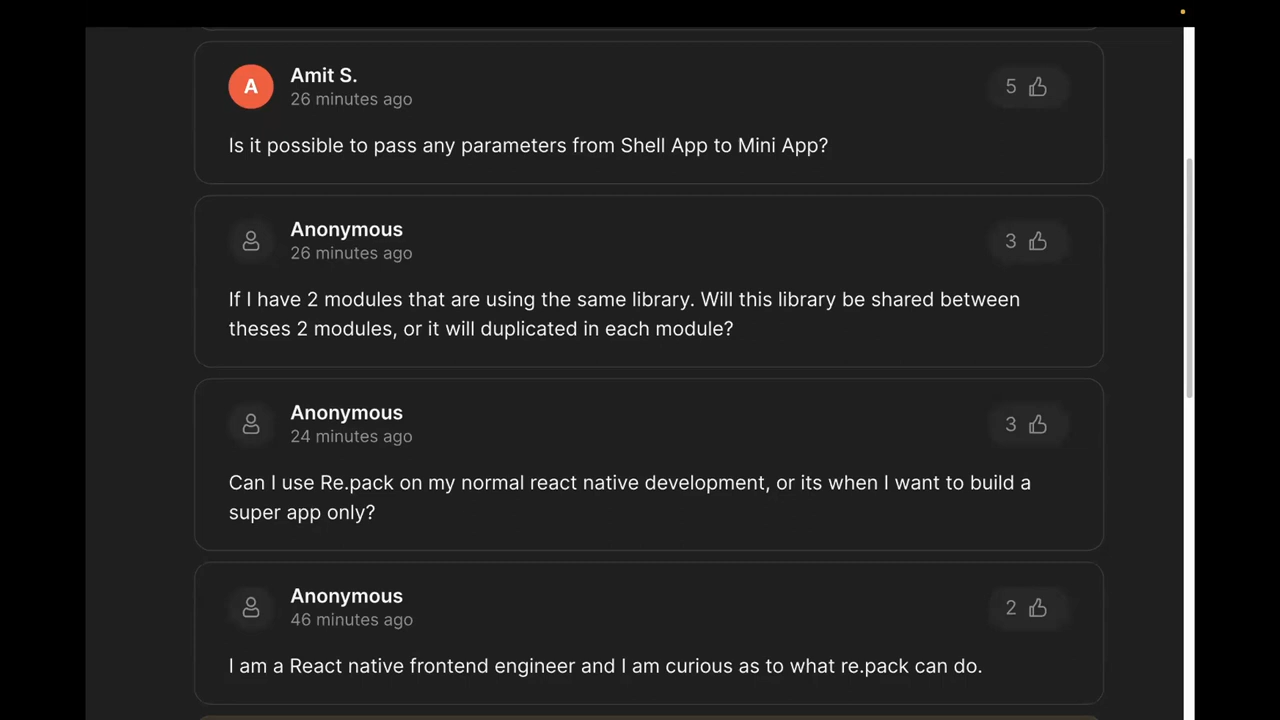 A
Amit S.
26 minutes ago
5
Is it possible to pass any parameters from Shell App to Mini App?
Anonymous
26 minutes ago
3
If I have 2 modules that are using the same library. Will this library be shared between
theses 2 modules, or it will duplicated in each module?
Anonymous
24 minutes ago
3
Can I use Re.pack on my normal react native development, or its when I want to build a
super app only?
Anonymous
46 minutes ago
2
I am a React native frontend engineer and I am curious as to what re.pack can do.